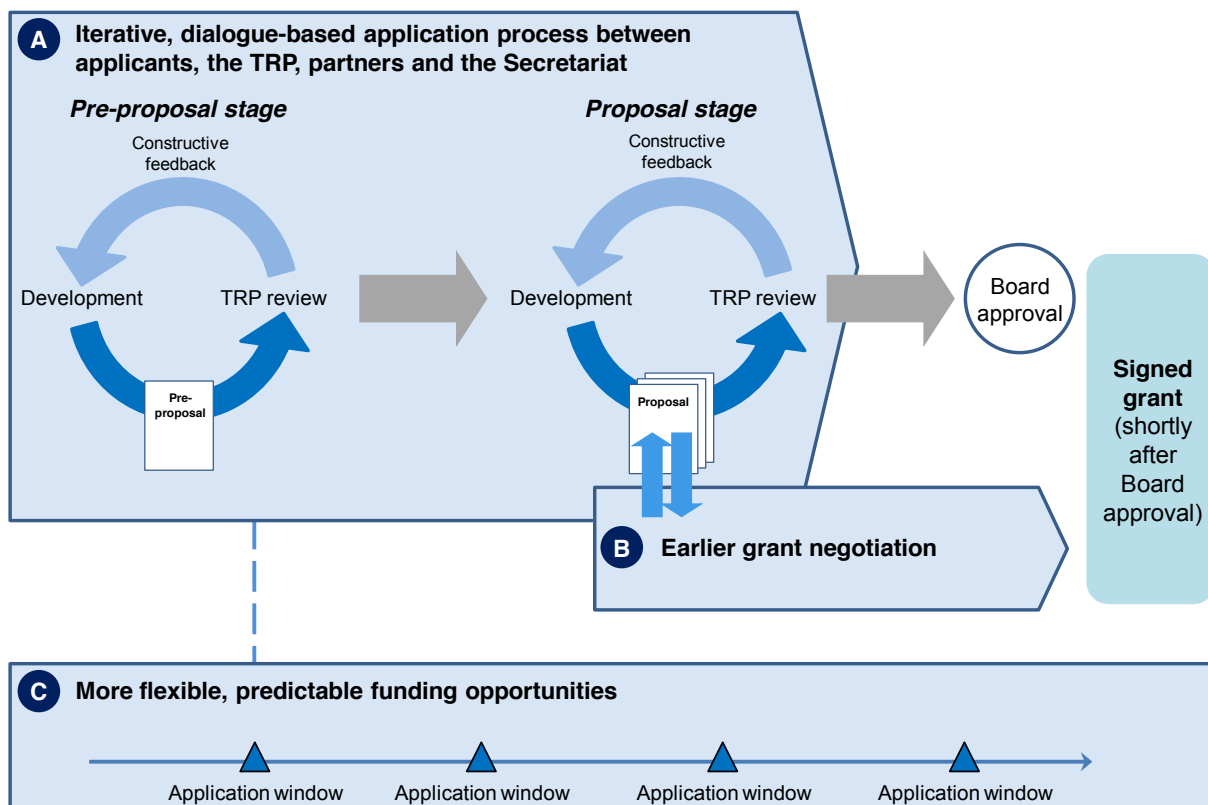 A
Iterative, dialogue-based application process between
applicants, the TRP, partners and the Secretariat
Pre-proposal stage
Constructive
feedback
Development
TRP review
Pre-
proposal
Proposal stage
Constructive
feedback
Development
TRP review
Proposal
Board
approval
Signed
grant
(shortly
after
Board
approval)
B
Earlier grant negotiation
C
More flexible, predictable funding opportunities
Application window
Application window
Application window
Application window